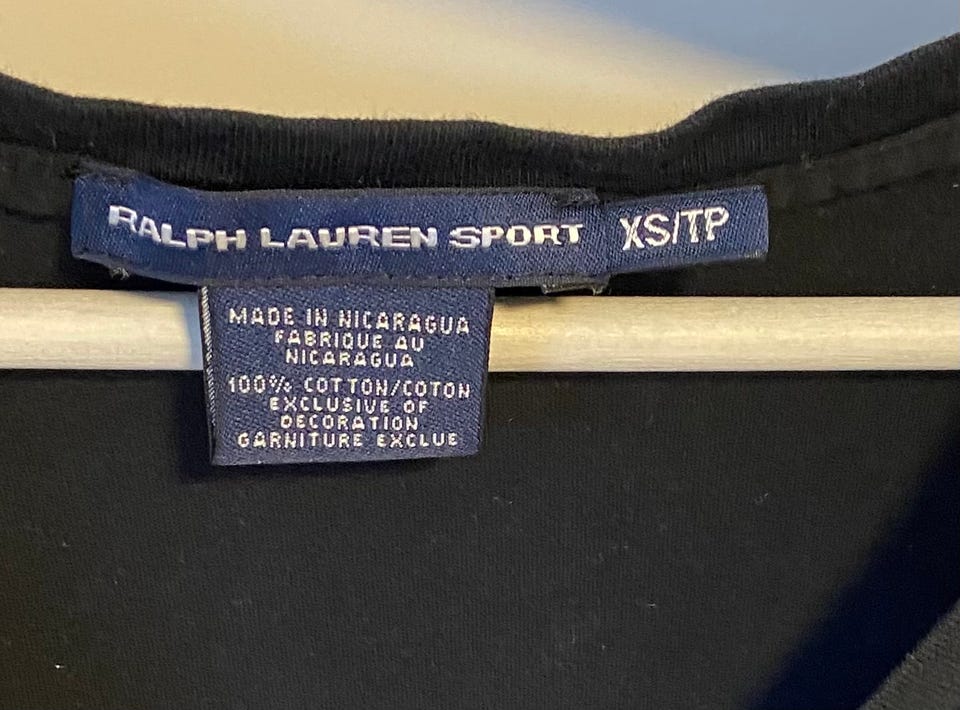 RALPH LAUREN SPORT XS/TP
MADE IN NICARAGUA
FABRIQUE AU
NICARAGUA
100% COTTON/COTON
EXCLUSIVE OF
DECORATION
GARNITURE EXCLUE